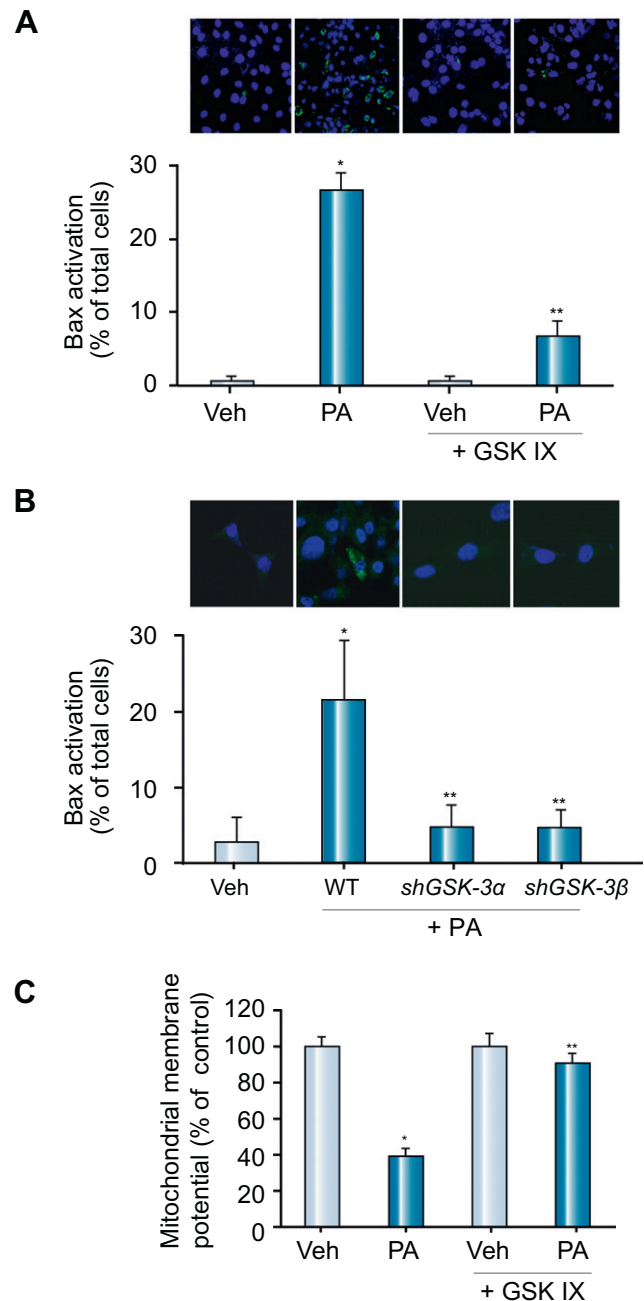 A
Bax activation
(% of total cells)
30
20
10
0
*
**
Veh
PA
Veh
PA
+ GSK IX
B
Bax activation
(% of total cells)
30
20
10
0
*
**
**
Veh
WT
shGSK-3α
shGSK-3β
+ PA
C
Mitochondrial membrane
potential (% of control)
120
100
80
60
40
20
0
*
**
Veh
PA
Veh
PA
+ GSK IX